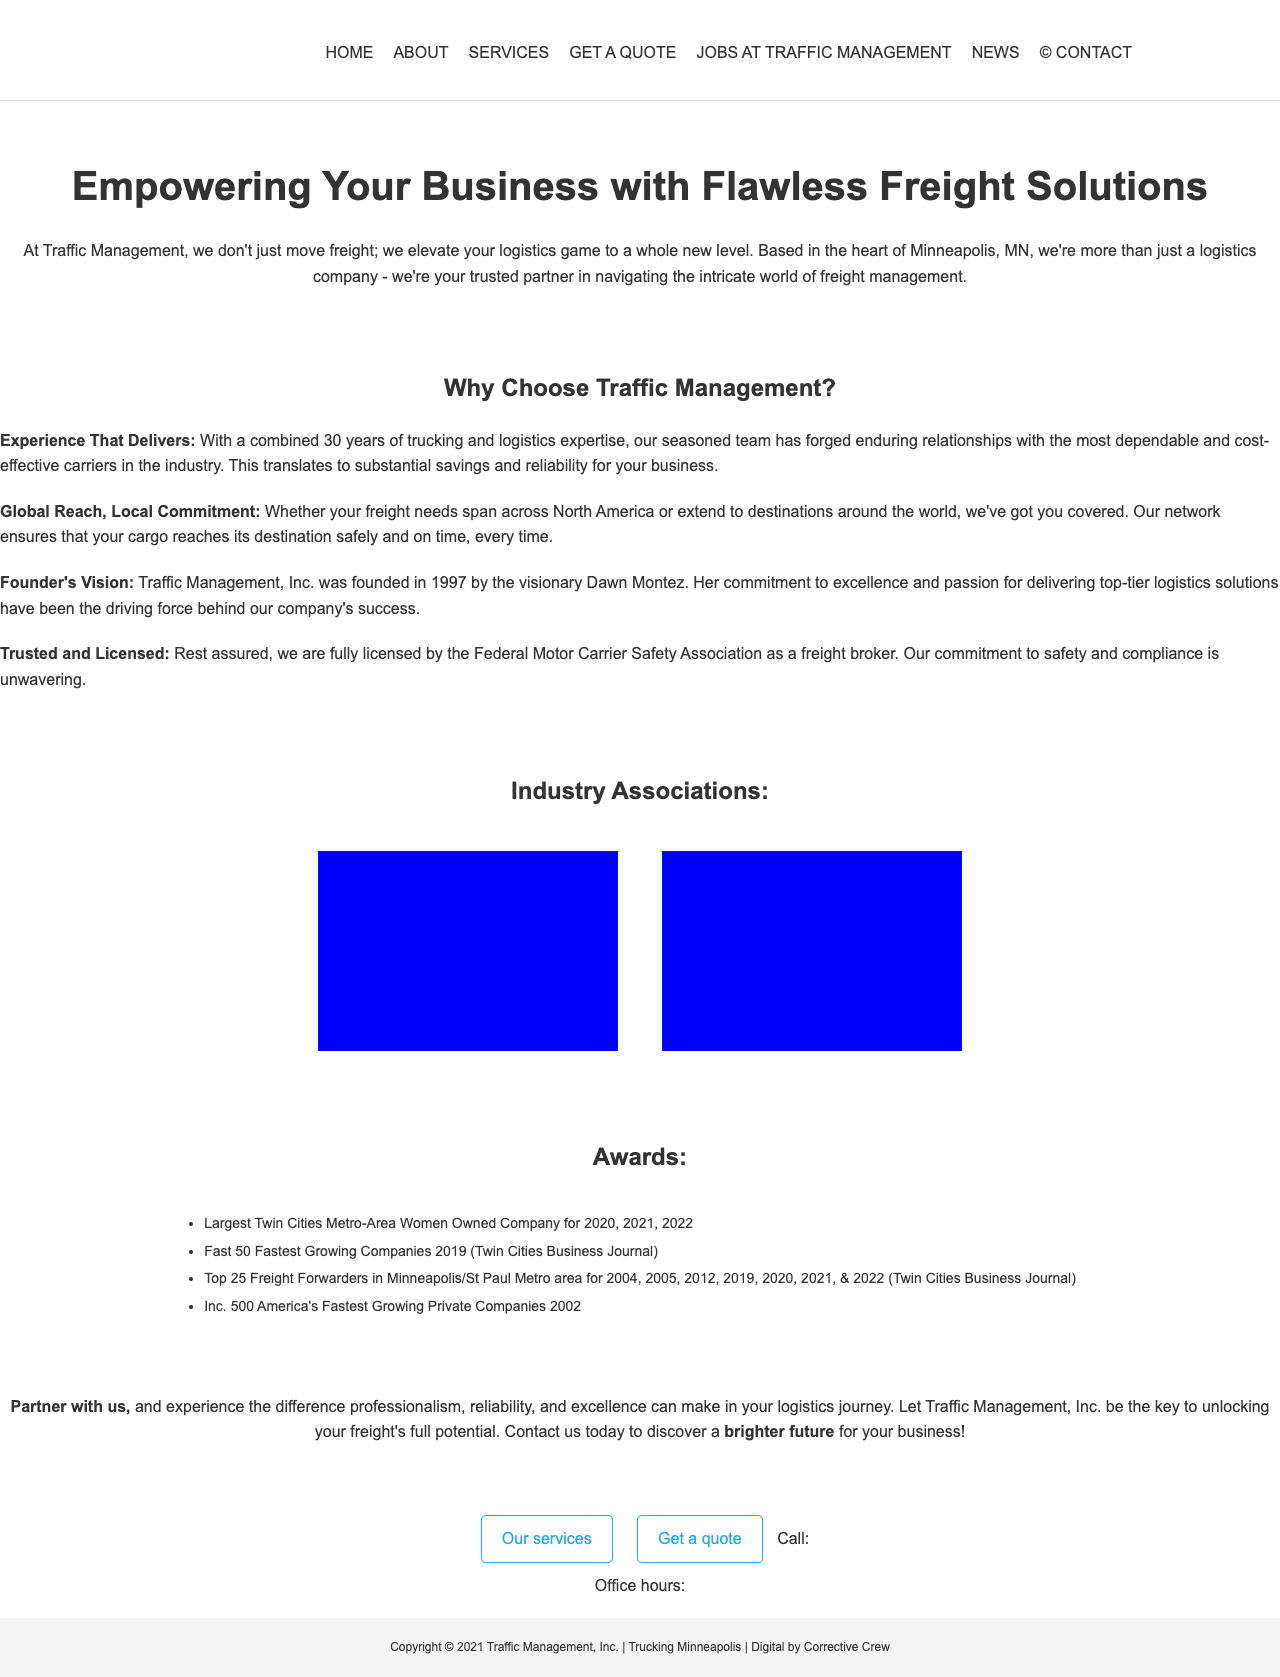 HOME ABOUT SERVICES GET A QUOTE JOBS AT TRAFFIC MANAGEMENT NEWS © CONTACT
Empowering Your Business with Flawless Freight Solutions
At Traffic Management, we don't just move freight; we elevate your logistics game to a whole new level. Based in the heart of Minneapolis, MN, we're more than just a logistics
company - we're your trusted partner in navigating the intricate world of freight management.
Why Choose Traffic Management?
Experience That Delivers: With a combined 30 years of trucking and logistics expertise, our seasoned team has forged enduring relationships with the most dependable and cost-
effective carriers in the industry. This translates to substantial savings and reliability for your business.
Global Reach, Local Commitment: Whether your freight needs span across North America or extend to destinations around the world, we've got you covered. Our network
ensures that your cargo reaches its destination safely and on time, every time.
Founder's Vision: Traffic Management, Inc. was founded in 1997 by the visionary Dawn Montez. Her commitment to excellence and passion for delivering top-tier logistics solutions
have been the driving force behind our company's success.
Trusted and Licensed: Rest assured, we are fully licensed by the Federal Motor Carrier Safety Association as a freight broker. Our commitment to safety and compliance is
unwavering.
Industry Associations:
Awards:
• Largest Twin Cities Metro-Area Women Owned Company for 2020, 2021, 2022
• Fast 50 Fastest Growing Companies 2019 (Twin Cities Business Journal)
• Top 25 Freight Forwarders in Minneapolis/St Paul Metro area for 2004, 2005, 2012, 2019, 2020, 2021, & 2022 (Twin Cities Business Journal)
• Inc. 500 America's Fastest Growing Private Companies 2002
Partner with us, and experience the difference professionalism, reliability, and excellence can make in your logistics journey. Let Traffic Management, Inc. be the key to unlocking
your freight's full potential. Contact us today to discover a brighter future for your business!
Our services Get a quote Call:
Office hours:
Copyright © 2021 Traffic Management, Inc. | Trucking Minneapolis | Digital by Corrective Crew